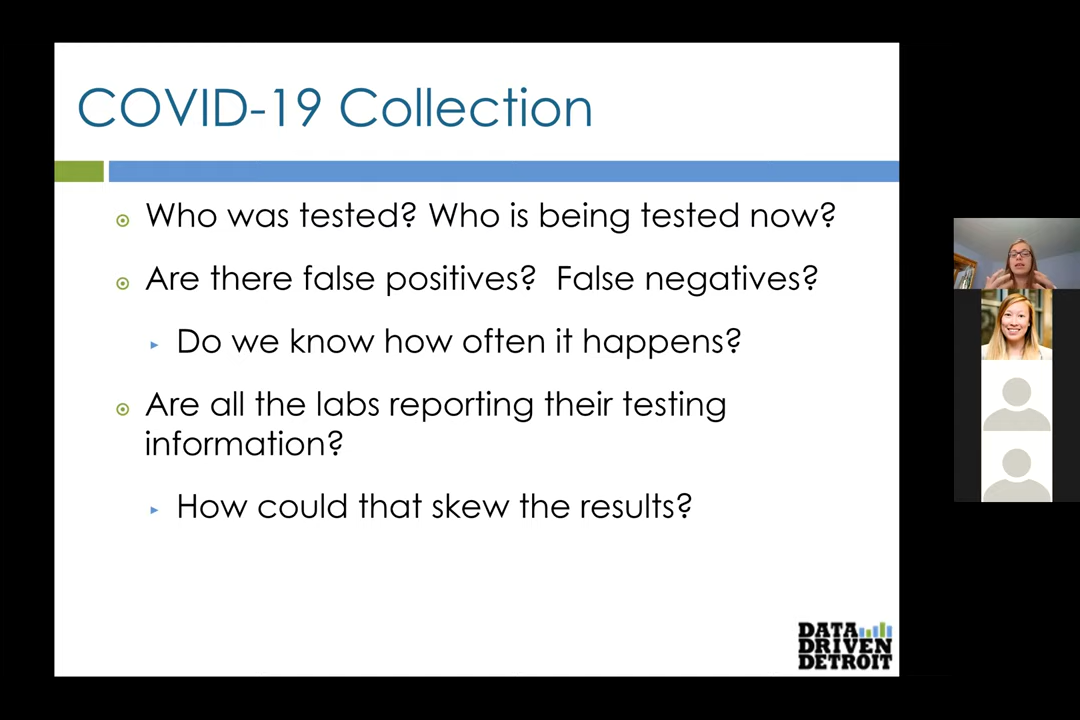 COVID-19 Collection
Who was tested? Who is being tested now?
Are there false positives?  False negatives?
Do we know how often it happens?
Are all the labs reporting their testing
information?
How could that skew the results?
DATA
DRIVEN
DETROIT